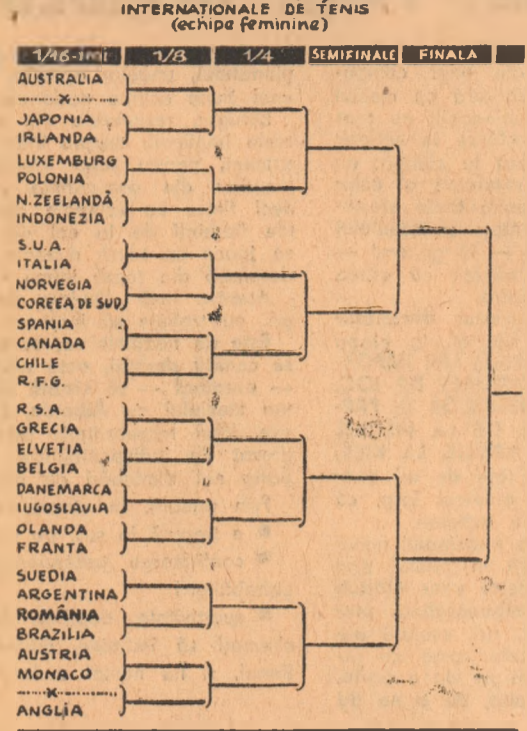 INTERNATIONALE DE TENIS
(echipe feminine)
1/16-imi 1/8 1/4 SEMIFINALE FINALA
AUSTRALIA
x
JAPONIA
IRLANDA
LUXEMBURG
POLONIA
N.ZEELANDĂ
INDONEZIA
S.U.A.
ITALIA
NORVEGIA
COREEA DE SUD
SPANIA
CANADA
CHILE
R.F.G.
R.S.A.
GRECIA
ELVETIA
BELGIA
DANEMARCA
IUGOSLAVIA
OLANDA
FRANTA
SUEDIA
ARGENTINA
ROMÂNIA
BRAZILIA
AUSTRIA
MONACO
x
ANGLIA